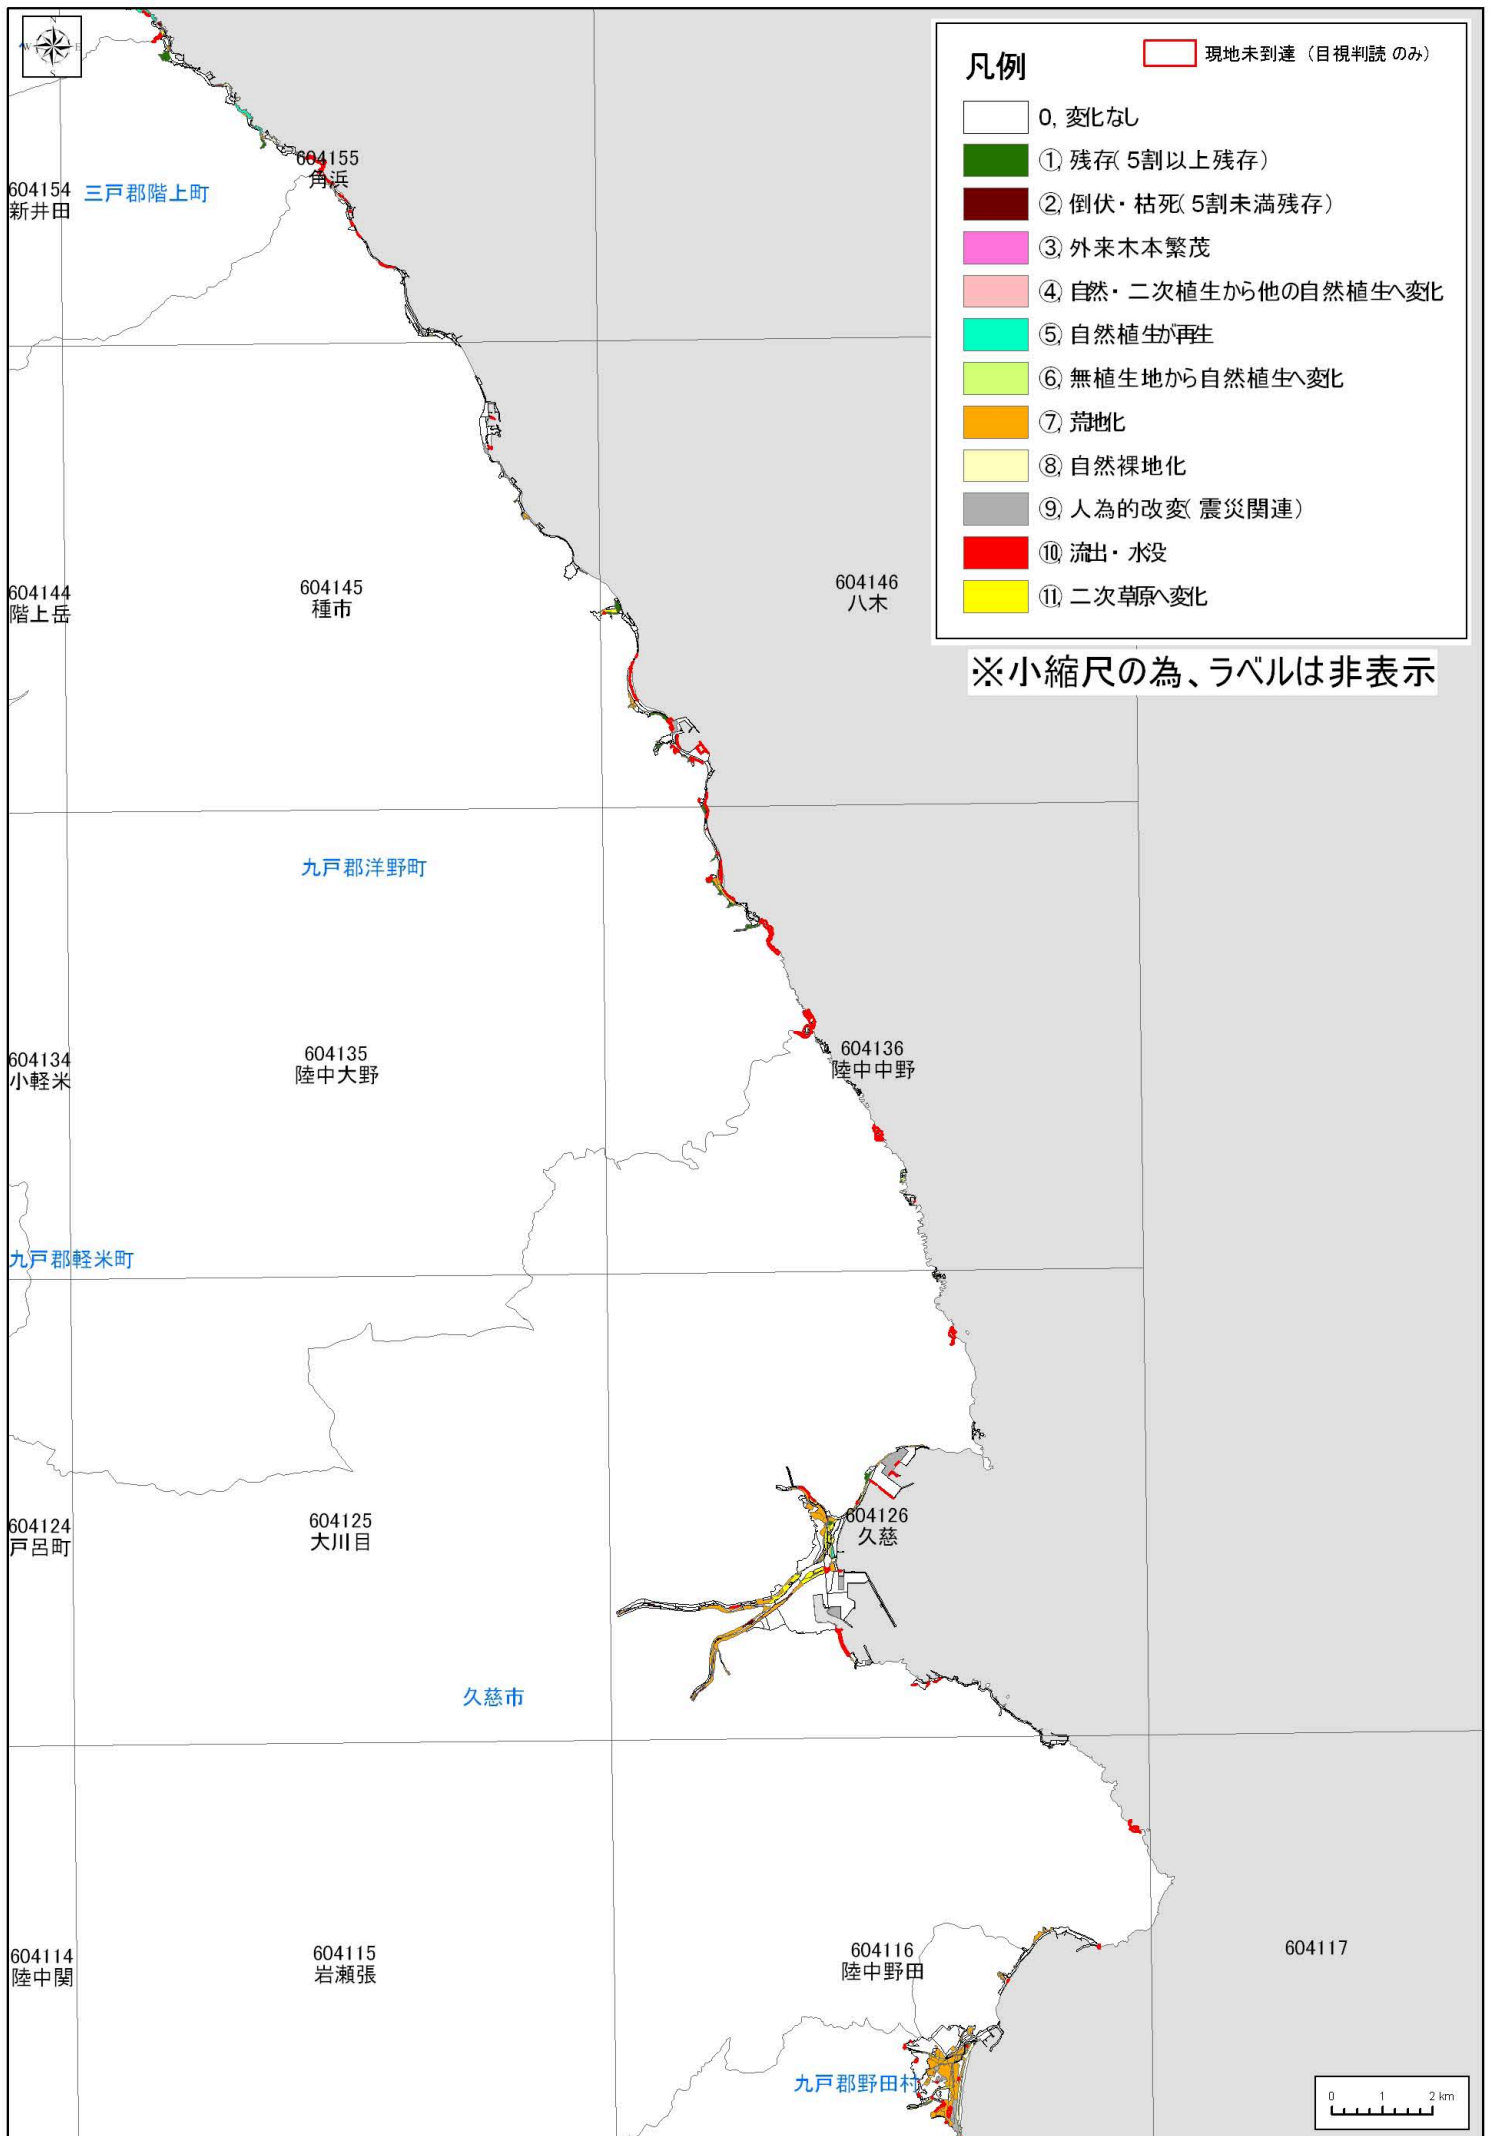 N
W E
S
凡例
現地未到達（目視判読 のみ）
0, 変化なし
①, 残存( 5割以上残存)
②, 倒伏・枯死( 5割未満残存)
③, 外来木本繁茂
④, 自然・二次植生から他の自然植生へ変化
⑤, 自然植生が再生
⑥, 無植生地から自然植生へ変化
⑦, 荒地化
⑧, 自然裸地化
⑨, 人為的改変( 震災関連)
⑩, 流出・水没
⑪, 二次草原へ変化
※小縮尺の為、ラベルは非表示
604155
角浜
604154
新井田
三戸郡階上町
604144
階上岳
604145
種市
604146
八木
九戸郡洋野町
604134
小軽米
604135
陸中大野
604136
陸中中野
九戸郡軽米町
604124
戸呂町
604125
大川目
604126
久慈
久慈市
604114
陸中関
604115
岩瀬張
604116
陸中野田
604117
九戸郡野田村
0 1 2 km